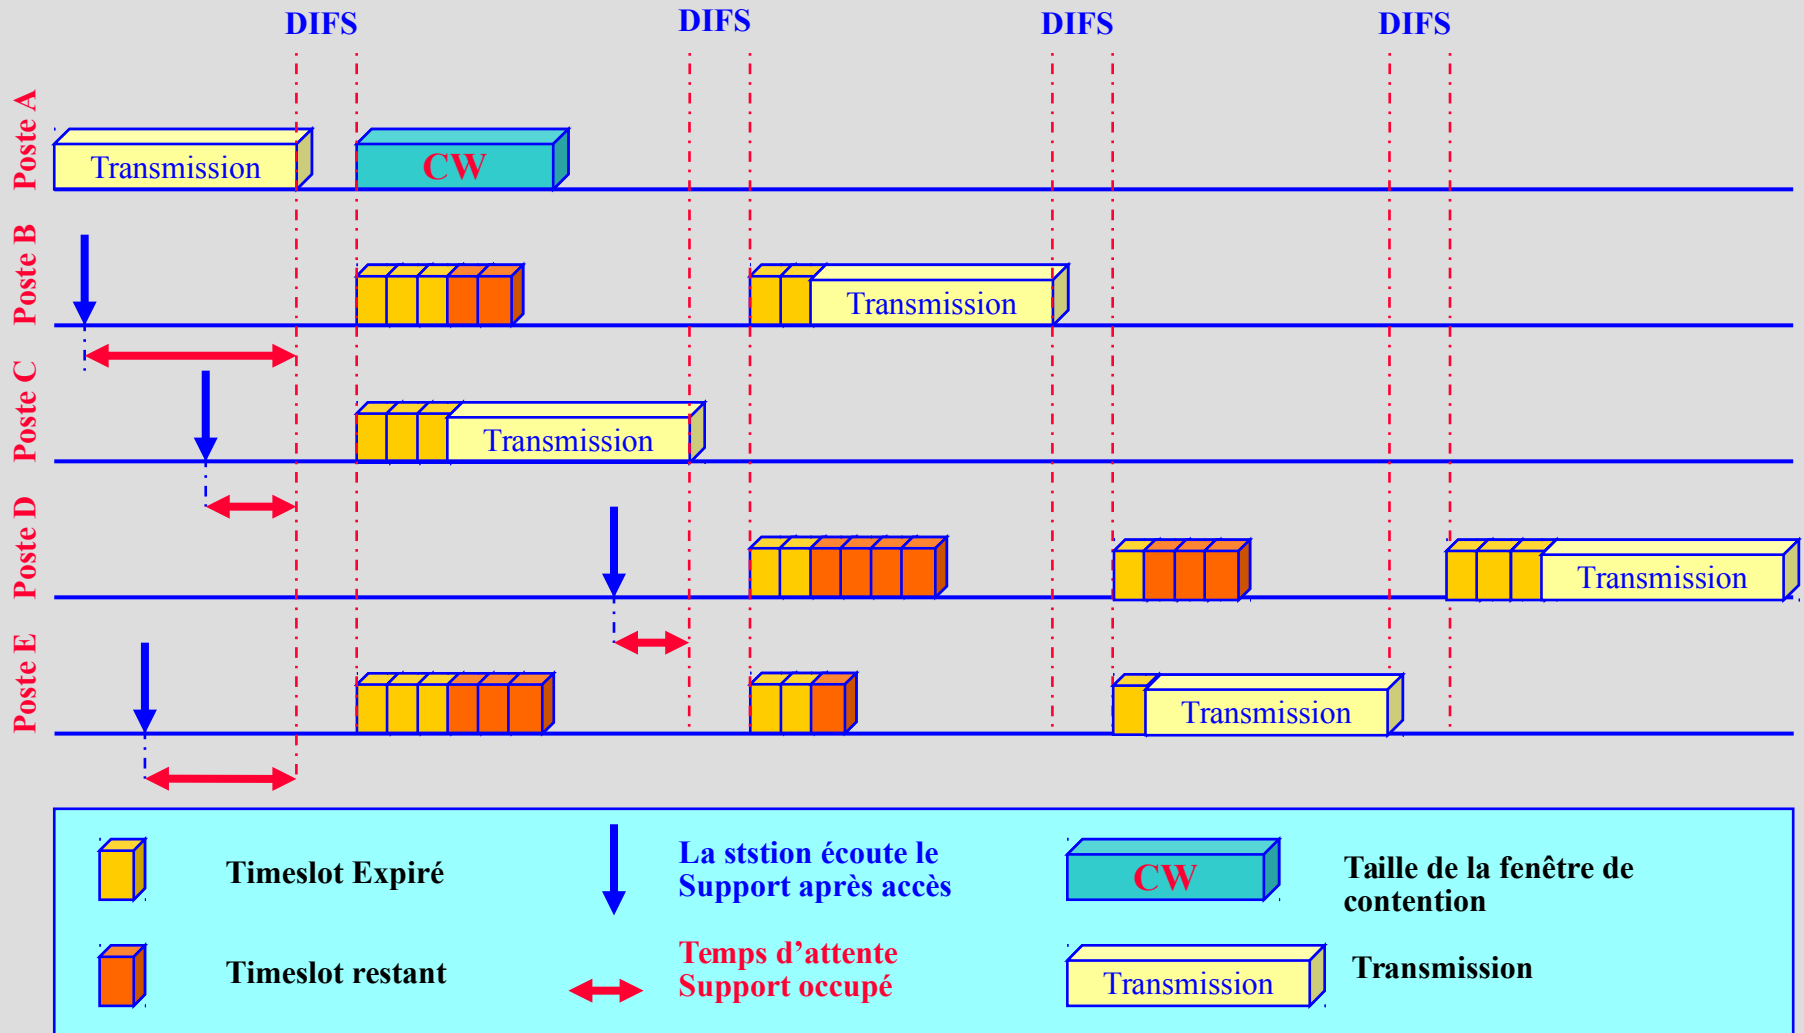 DIFS
DIFS
DIFS
DIFS
Poste A
Transmission
CW
Poste B
Transmission
Poste C
Transmission
Poste D
Transmission
Poste E
Transmission
Timeslot Expiré
La ststion écoute le
Support après accès
CW
Taille de la fenêtre de
contention
Timeslot restant
Temps d’attente
Support occupé
Transmission
Transmission